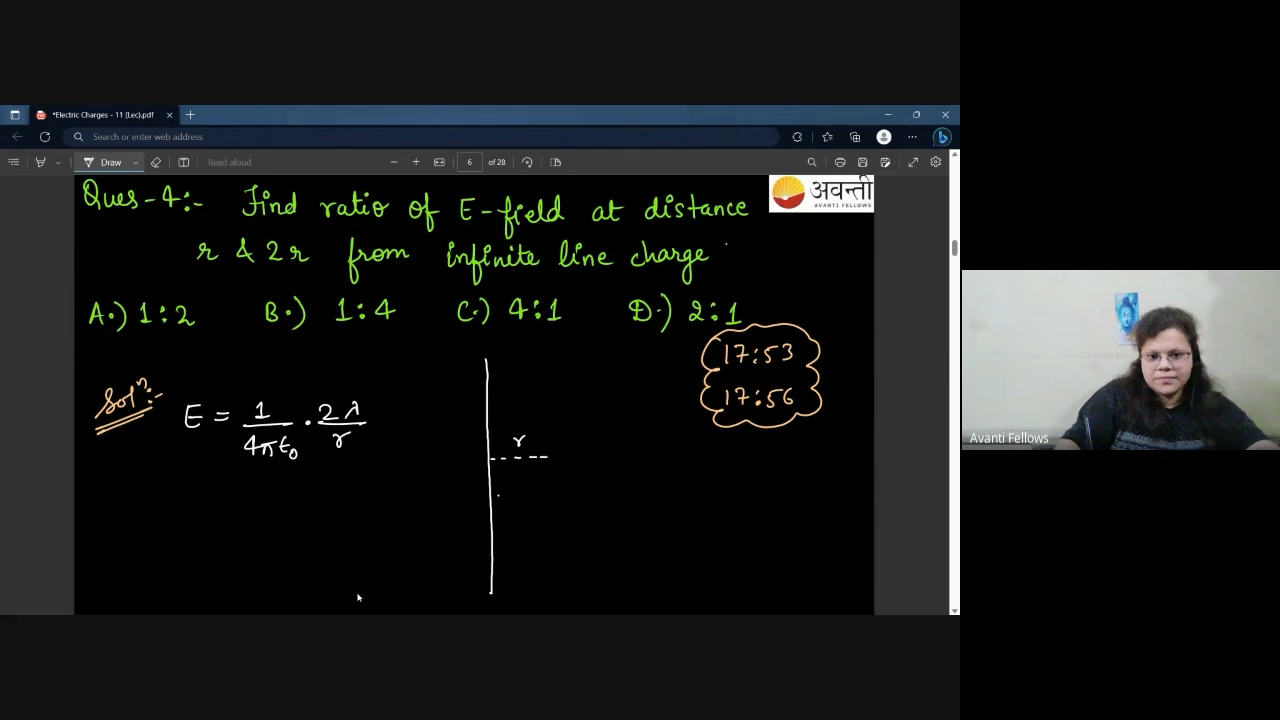 *Electric Charges - 11 (Lec).pdf
Search or enter web address
Draw
Read aloud
6 of 28
Ques-4:- Find ratio of E-field at distance
r & 2r from infinite line charge
अवन्ती
AVANTI FELLOWS
A.) 1:2 B.) 1:4 C.) 4:1 D.) 2:1
17:53
17:56
Solⁿ:-
E = 1/4πε₀ · 2λ/r
r
Avanti Fellows